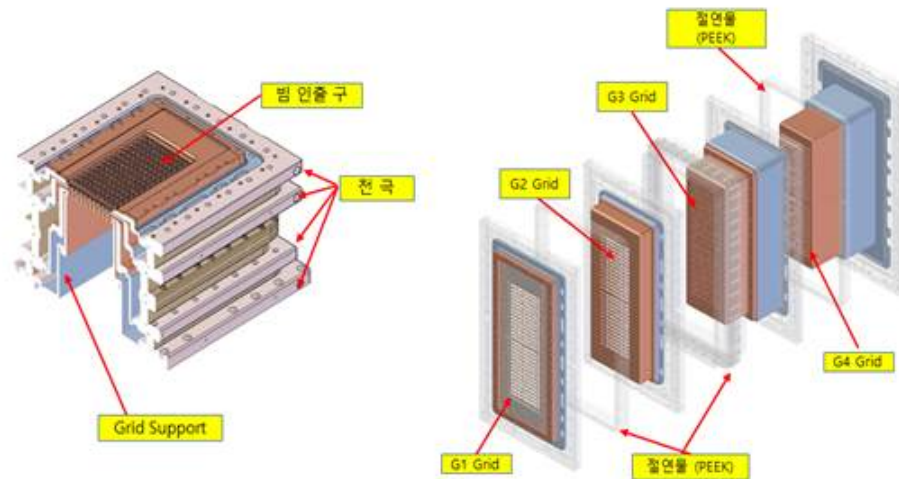 빔 인출 구
전 극
Grid Support
절연물
(PEEK)
G3 Grid
G2 Grid
G4 Grid
G1 Grid
절연물 (PEEK)